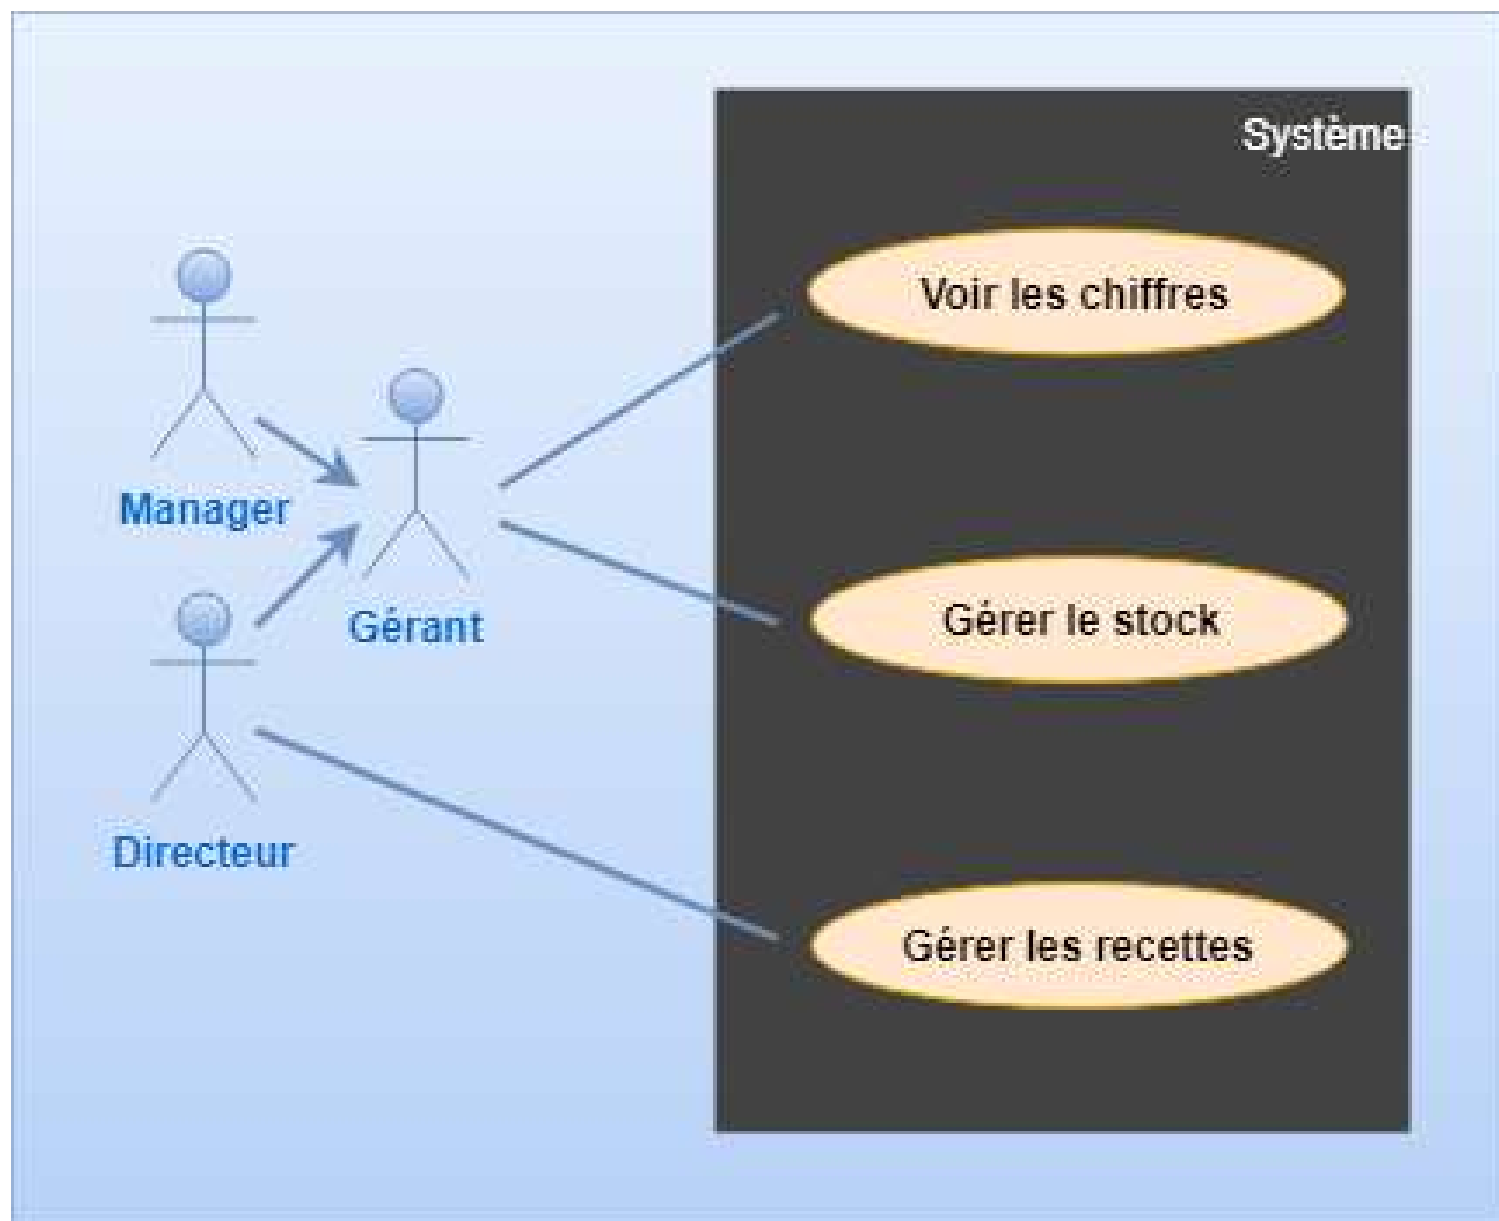 Système
Voir les chiffres
Manager
Gérant
Gérer le stock
Directeur
Gérer les recettes